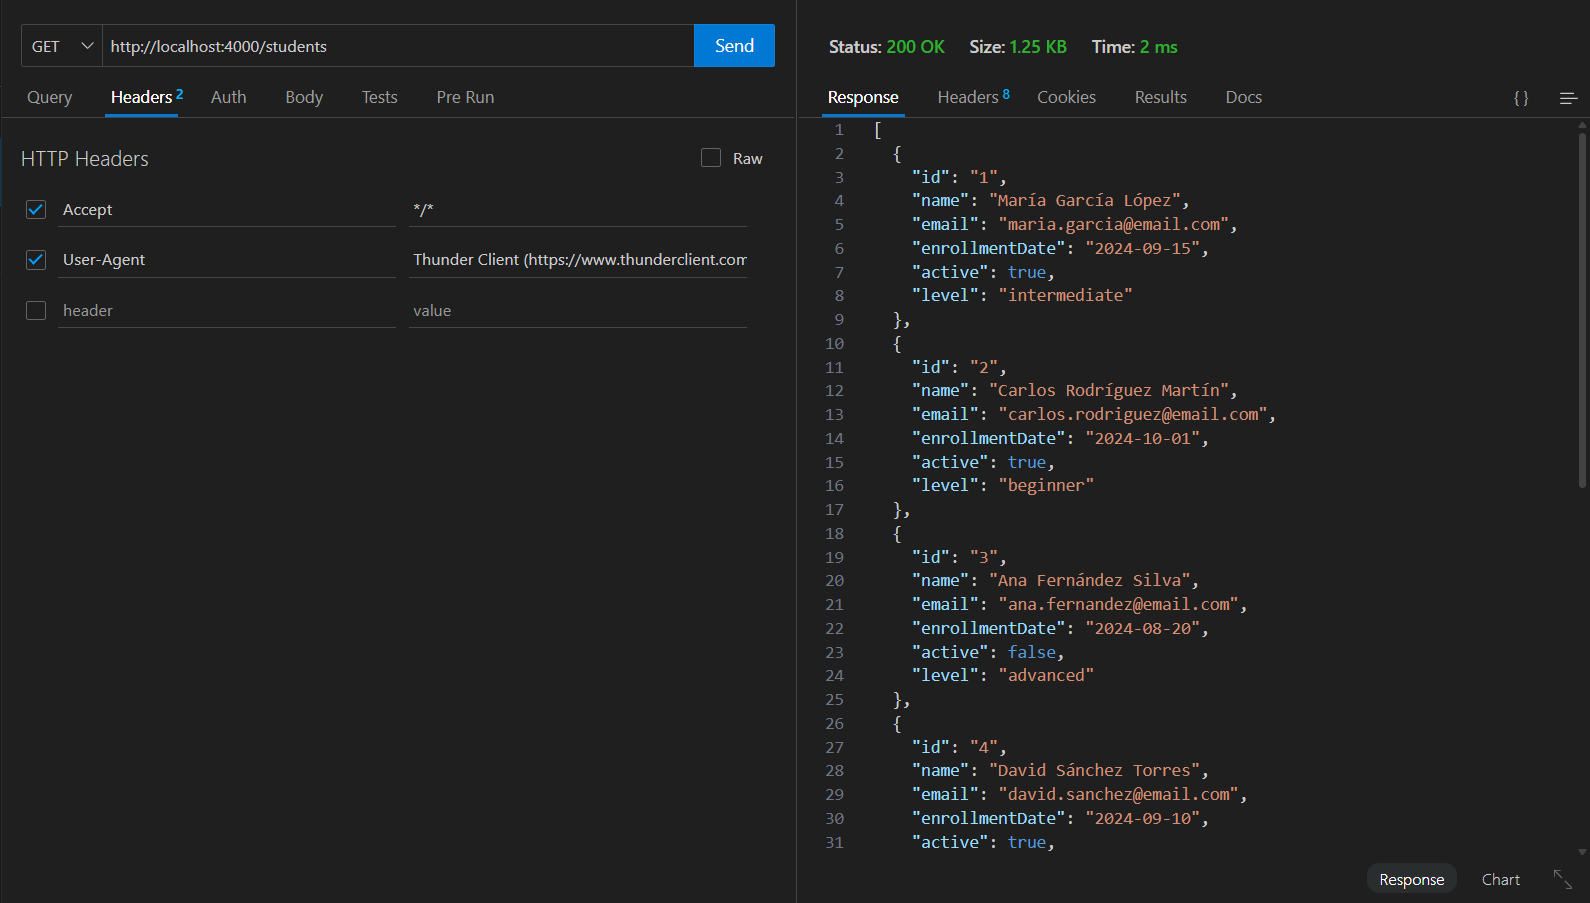 GET http://localhost:4000/students Send
Query Headers 2 Auth Body Tests Pre Run
HTTP Headers Raw
Accept */*
User-Agent Thunder Client (https://www.thunderclient.com
header value
Status: 200 OK Size: 1.25 KB Time: 2 ms
Response Headers 8 Cookies Results Docs { }
1 [
2 {
3 "id": "1",
4 "name": "María García López",
5 "email": "maria.garcia@email.com",
6 "enrollmentDate": "2024-09-15",
7 "active": true,
8 "level": "intermediate"
9 },
10 {
11 "id": "2",
12 "name": "Carlos Rodríguez Martín",
13 "email": "carlos.rodriguez@email.com",
14 "enrollmentDate": "2024-10-01",
15 "active": true,
16 "level": "beginner"
17 },
18 {
19 "id": "3",
20 "name": "Ana Fernández Silva",
21 "email": "ana.fernandez@email.com",
22 "enrollmentDate": "2024-08-20",
23 "active": false,
24 "level": "advanced"
25 },
26 {
27 "id": "4",
28 "name": "David Sánchez Torres",
29 "email": "david.sanchez@email.com",
30 "enrollmentDate": "2024-09-10",
31 "active": true,
Response Chart